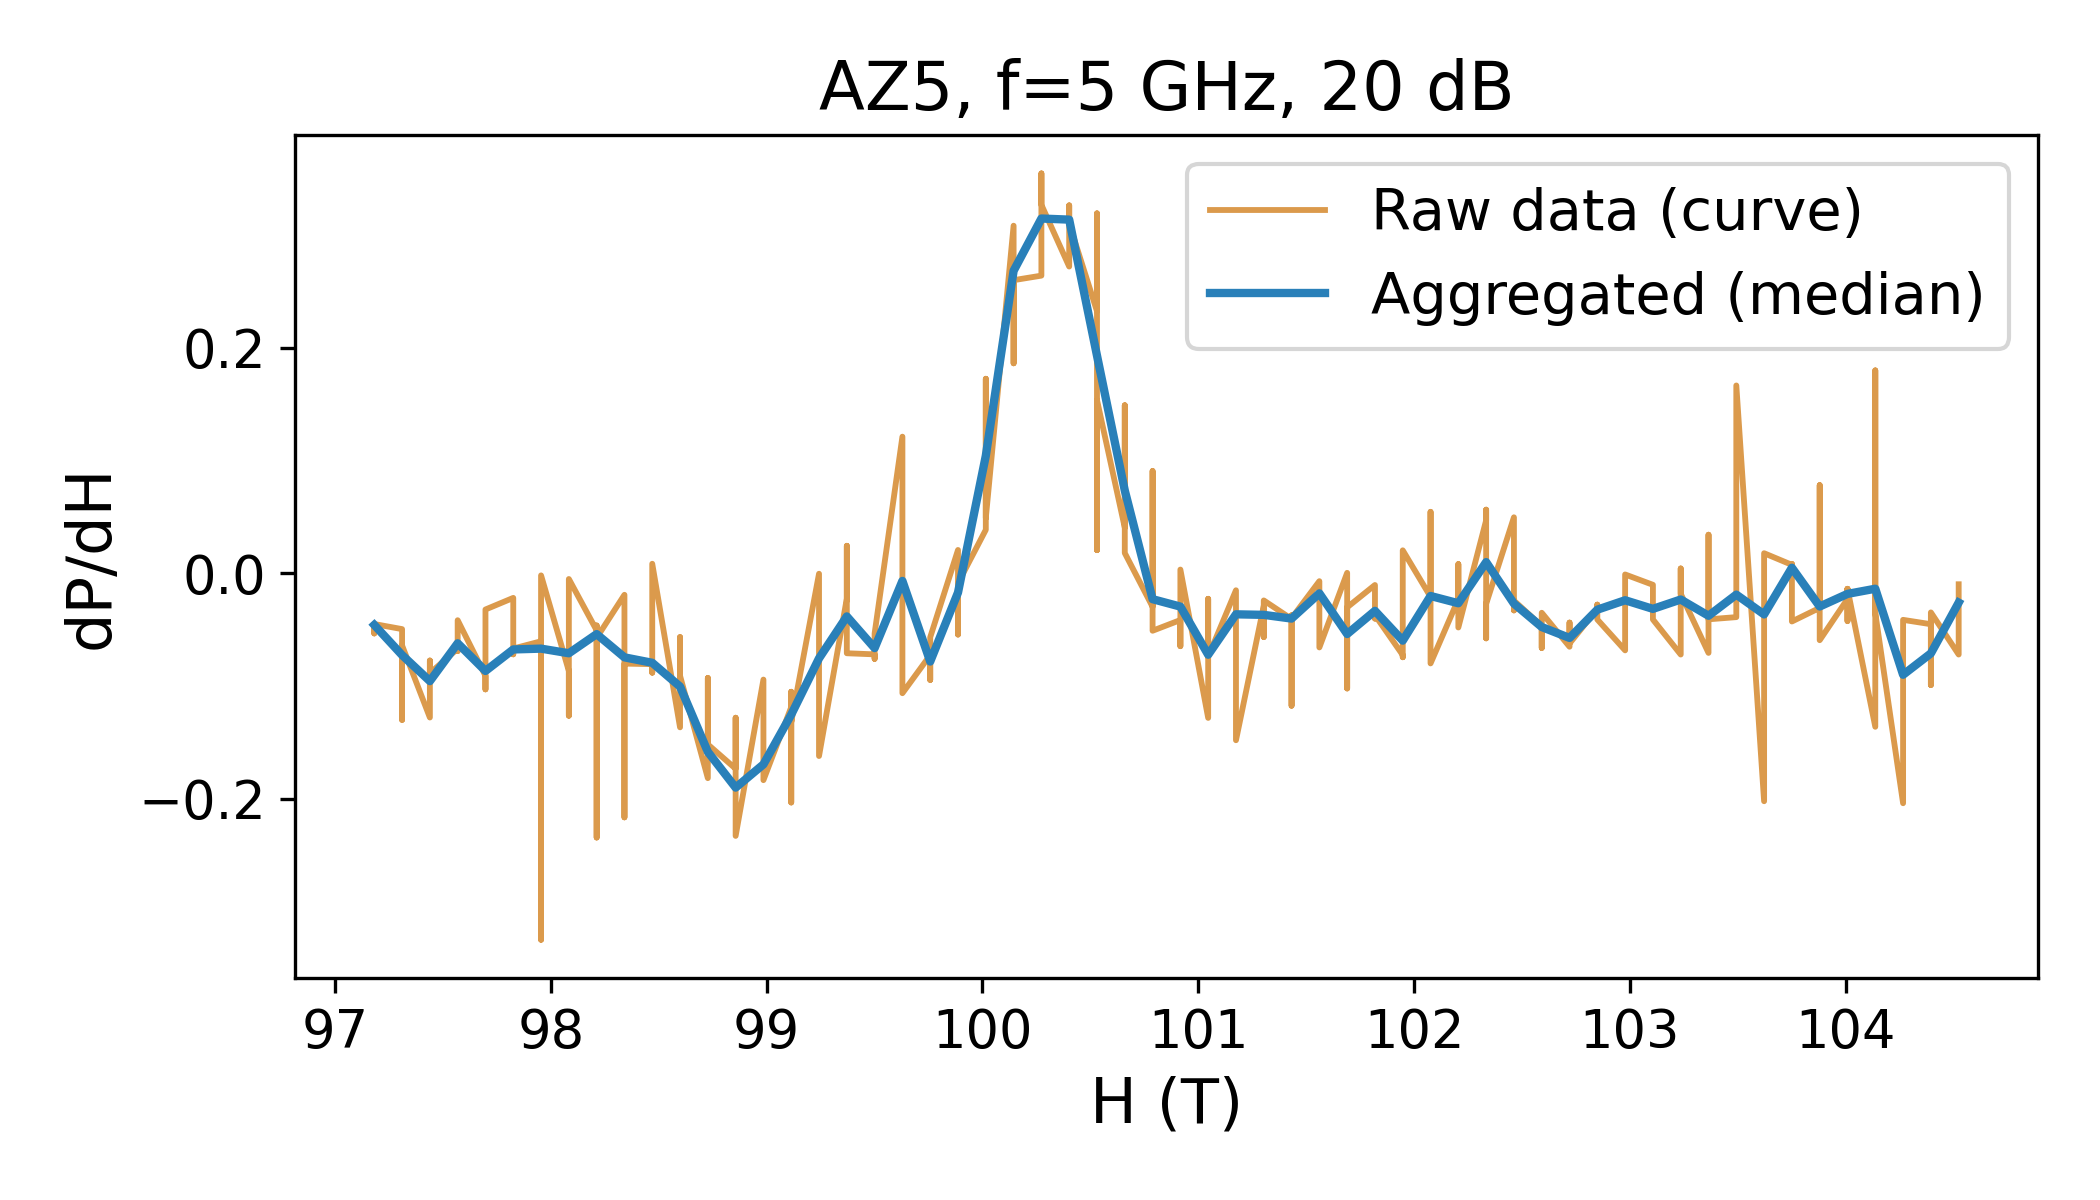 AZ5, f=5 GHz, 20 dB
Raw data (curve)
Aggregated (median)
dP/dH
0.2
0.0
−0.2
97 98 99 100 101 102 103 104
H (T)